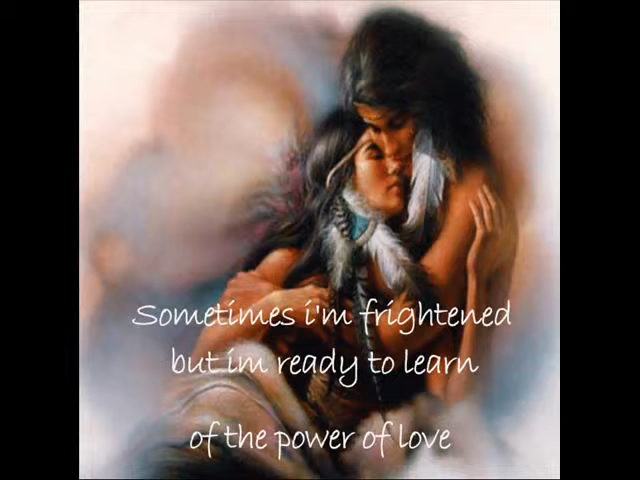 Sometimes i'm frightened
but im ready to learn
of the power of love